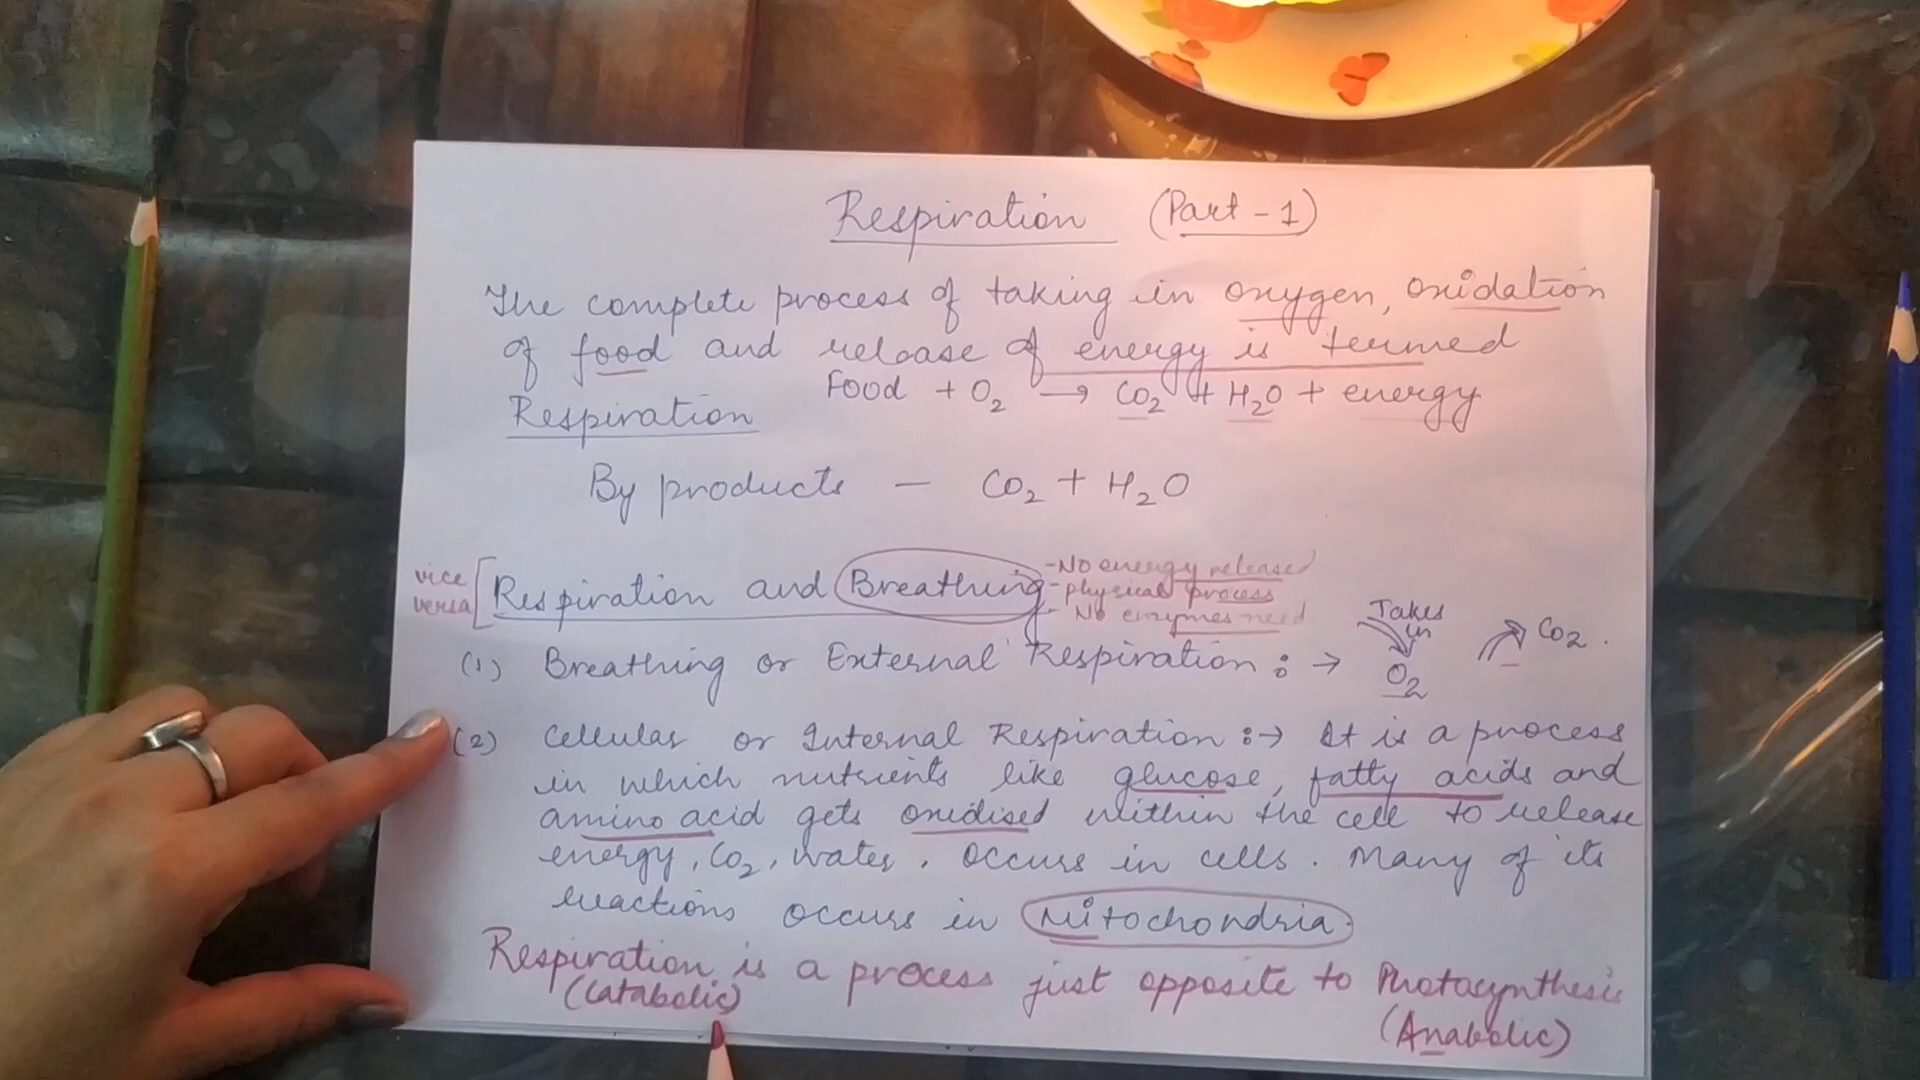 Respiration (Part - 1)
The complete process of taking in oxygen, oxidation
of food and release of energy is termed
Food + O2 → CO2 + H2O + energy
Respiration
By products — CO2 + H2O
- No energy released
vice versa [Respiration and Breathing - physical process
- No enzymes need
(1) Breathing or External Respiration :→ Takes in O2 CO2.
(2) Cellular or Internal Respiration :→ It is a process
in which nutrients like glucose, fatty acids and
amino acid gets oxidised within the cell to release
energy, CO2, water. Occurs in cells. Many of its
reactions occurs in Mitochondria.
Respiration is a process just opposite to Photosynthesis
(Catabolic) (Anabolic)